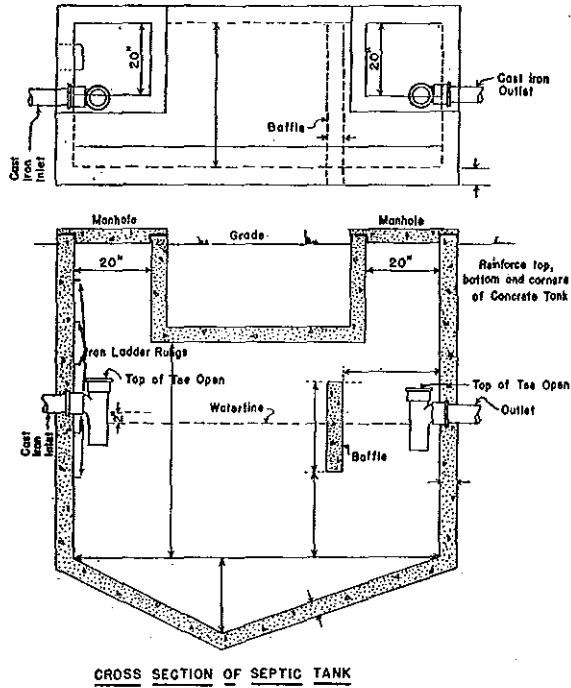 20"
20"
Cast Iron
Outlet
Baffle
Cast
Iron
Inlet
Manhole
Grade
Manhole
20"
20"
Reinforce top,
bottom and corners
of Concrete Tank
Iron Ladder Rungs
Top of Tee Open
Top of Tee Open
2"
Waterline
Outlet
Cast
Iron
Inlet
Baffle
CROSS SECTION OF SEPTIC TANK